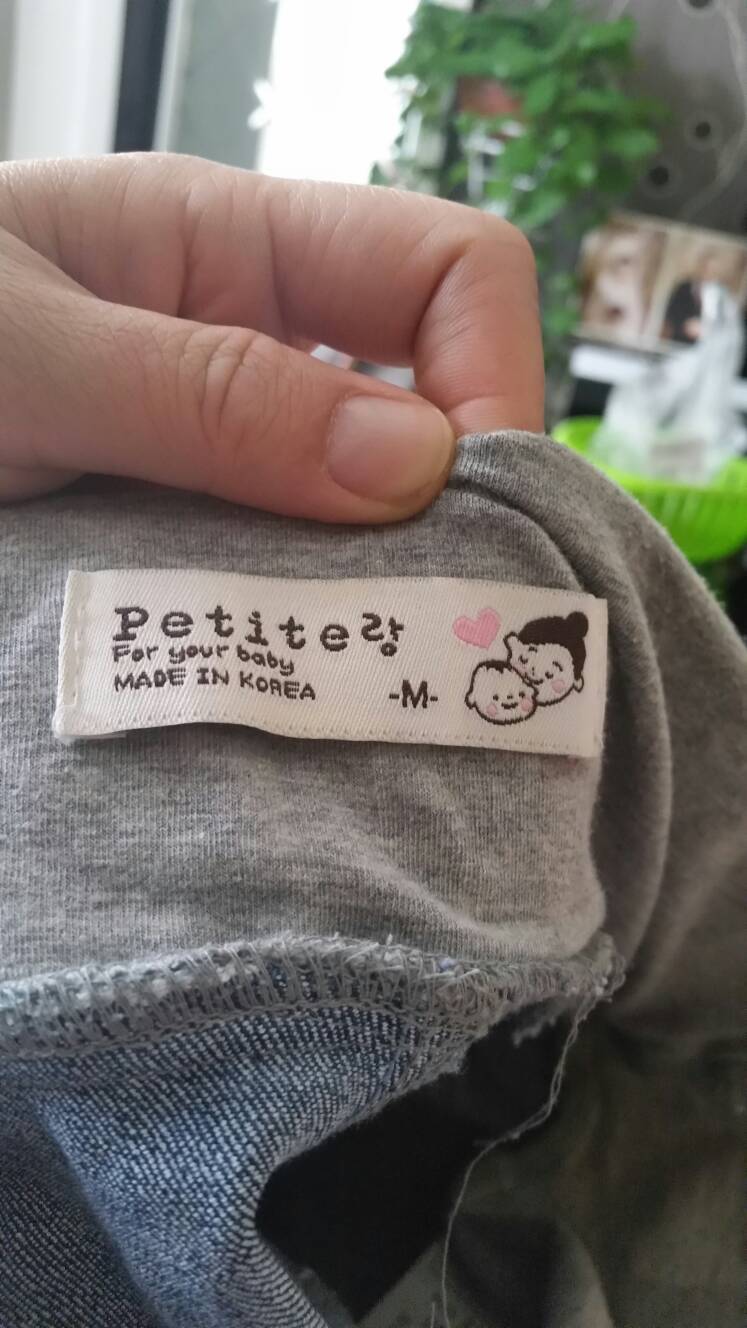 Petite랑
For your baby
MADE IN KOREA
-M-